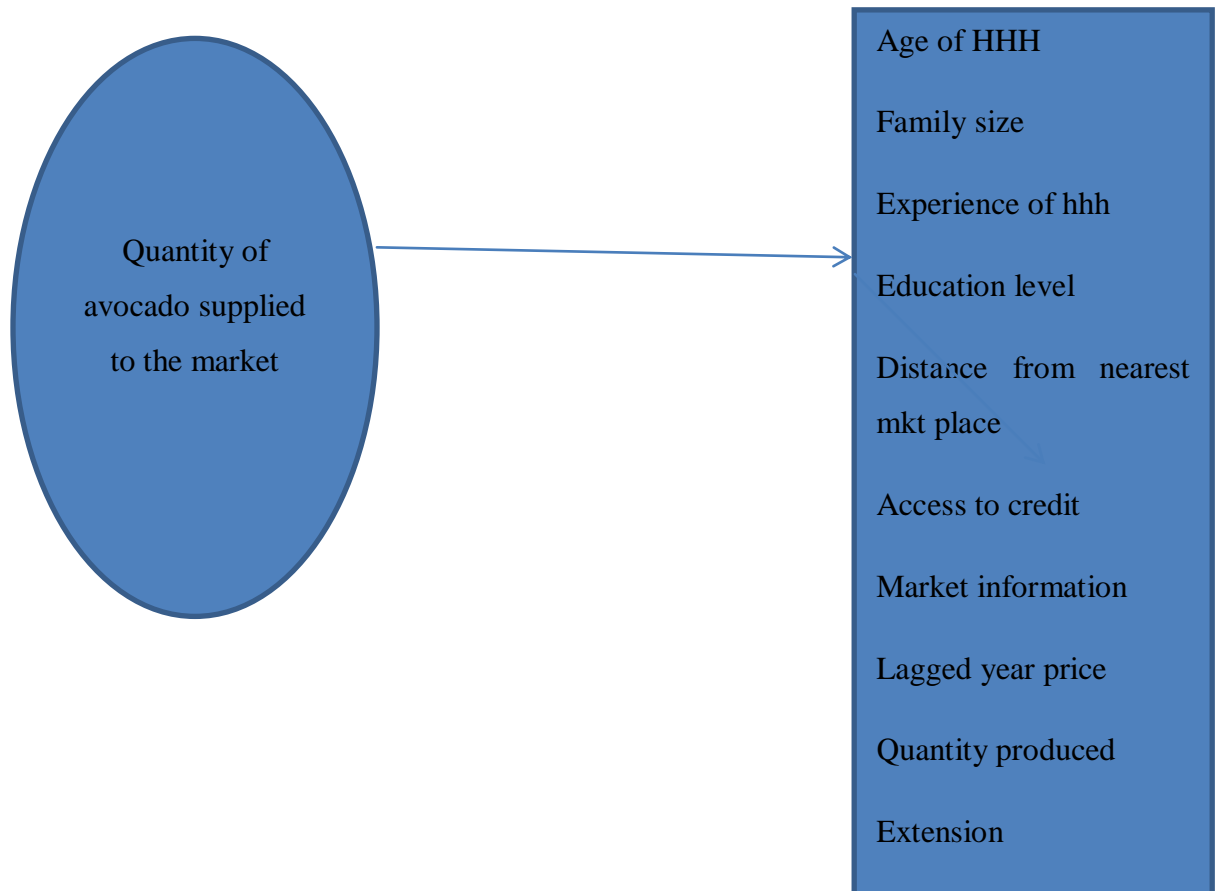 Quantity of
avocado supplied
to the market
Age of HHH
Family size
Experience of hhh
Education level
Distance from nearest
mkt place
Access to credit
Market information
Lagged year price
Quantity produced
Extension